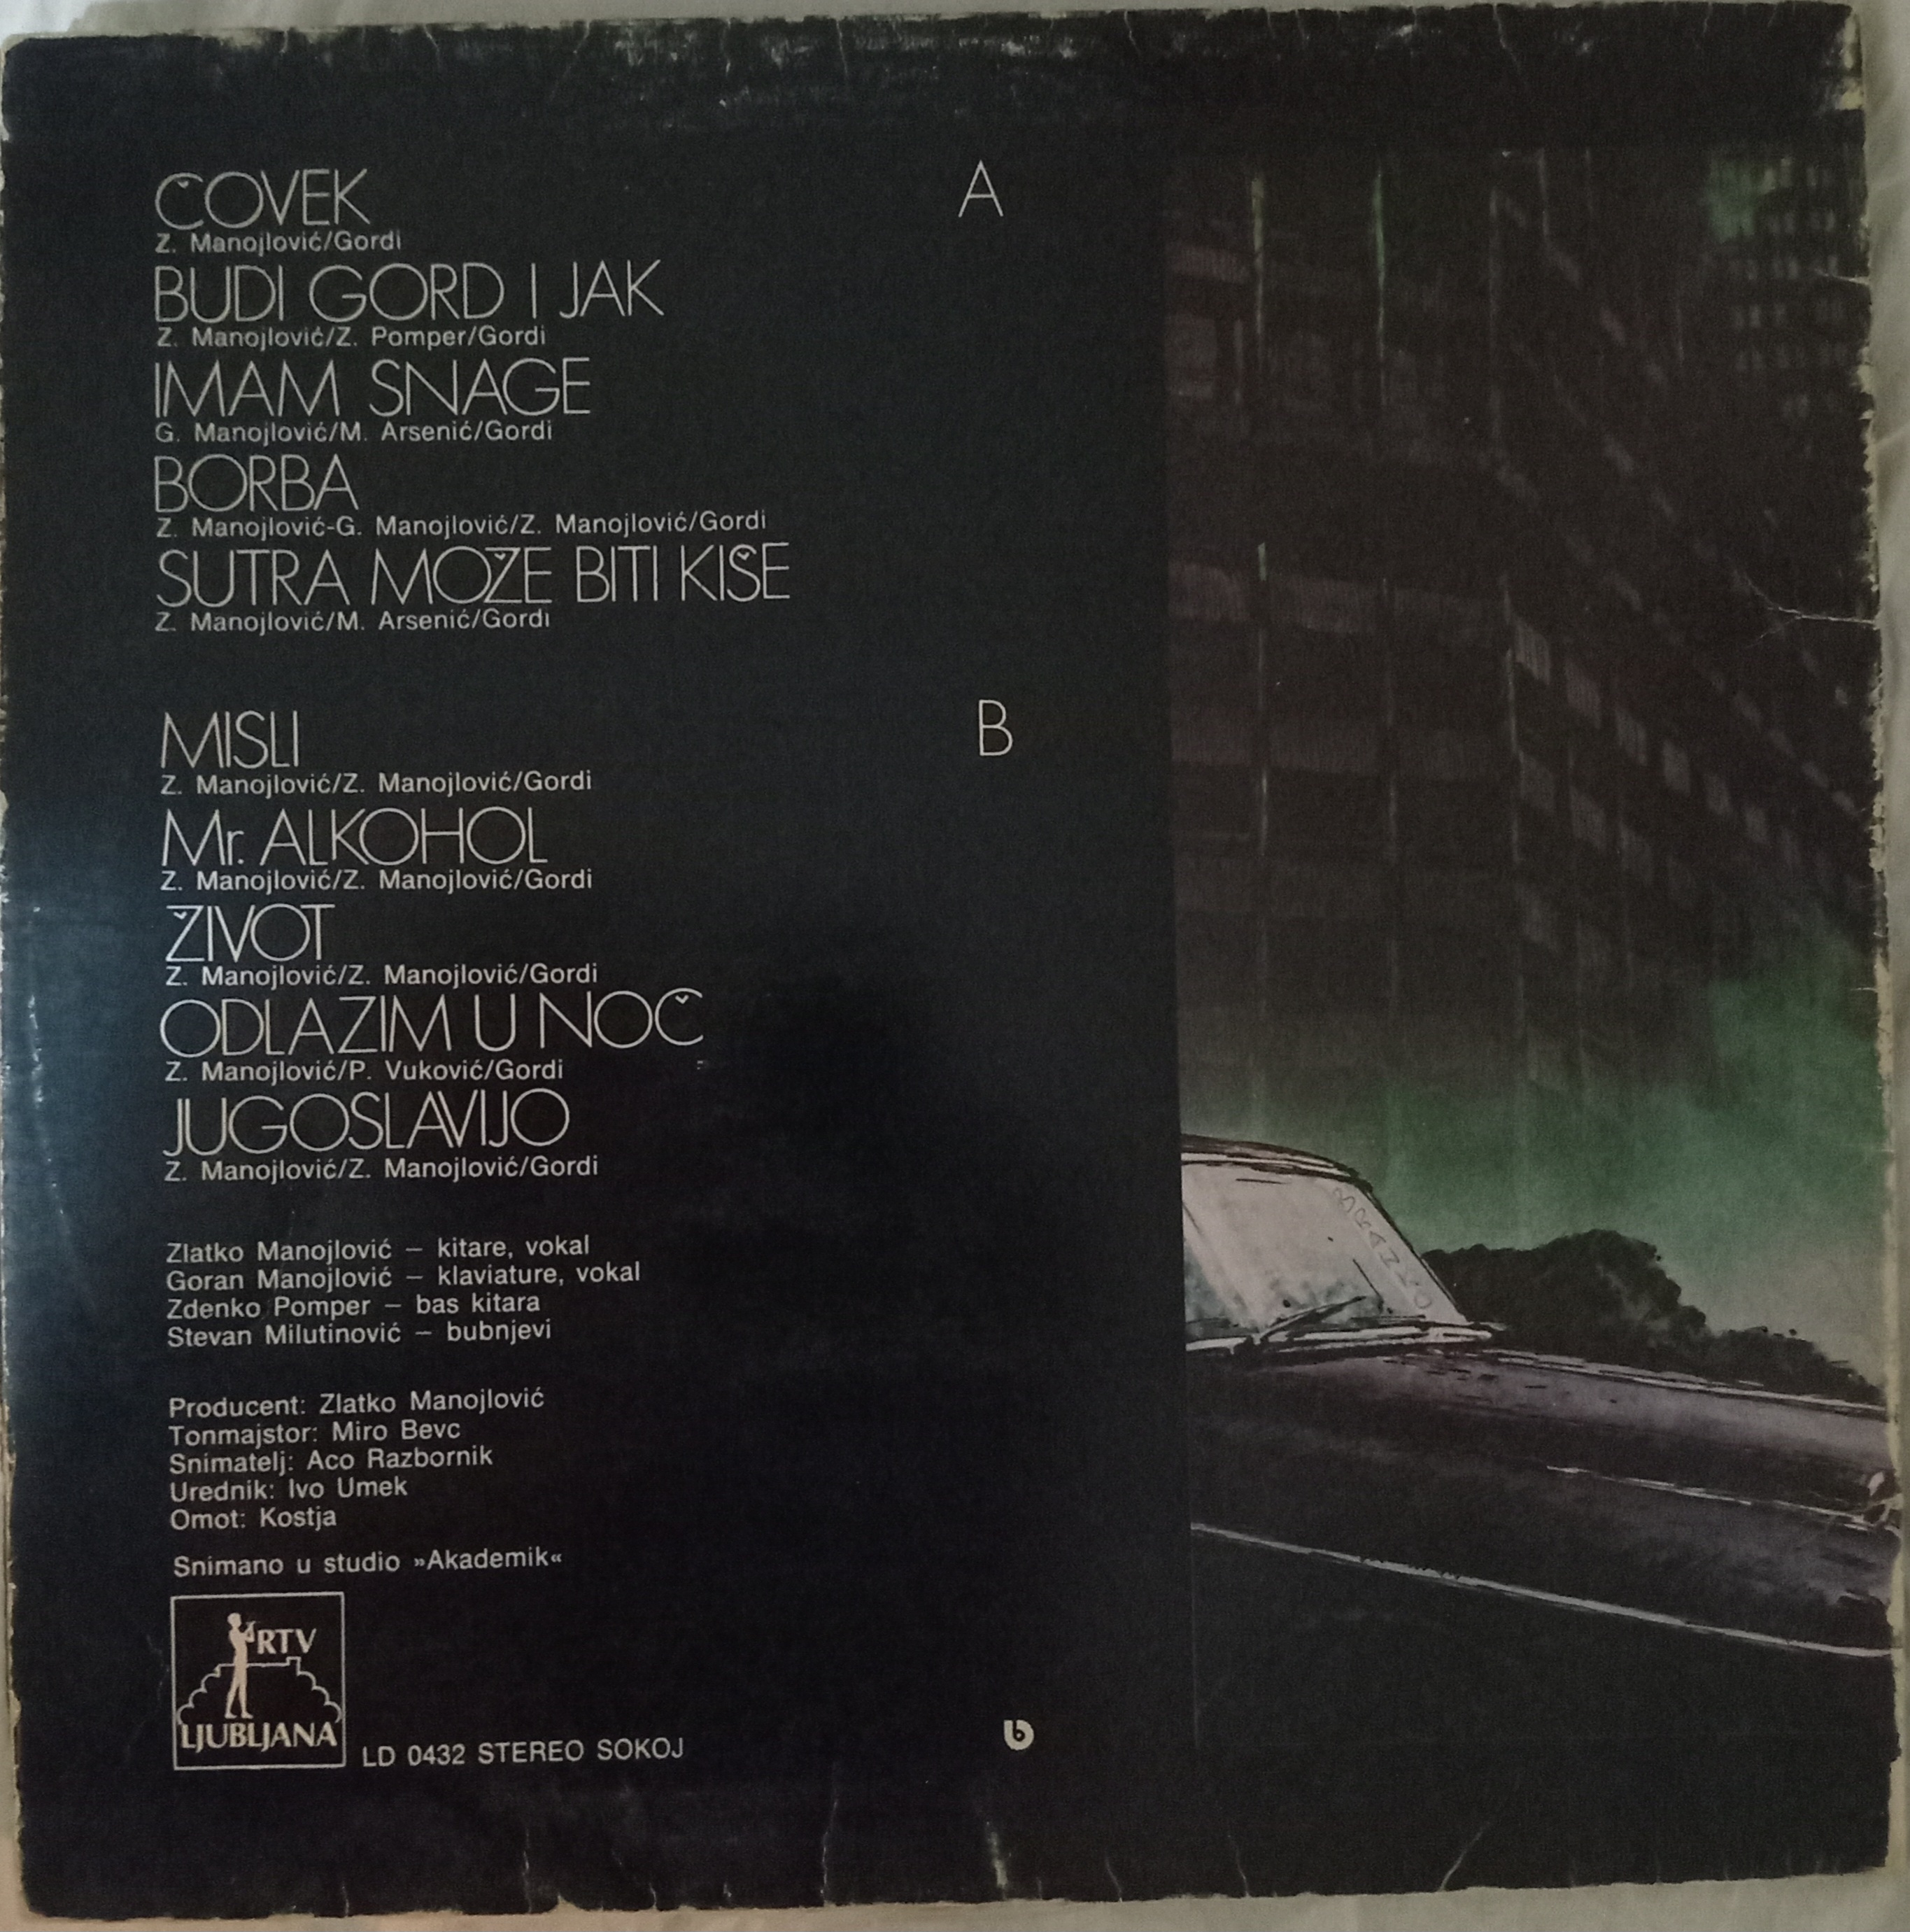 ČOVEK
A
Z. Manojlović/Gordi
BUDI GORD I JAK
Z. Manojlović/Z. Pomper/Gordi
IMAM SNAGE
G. Manojlović/M. Arsenić/Gordi
BORBA
Z. Manojlović-G. Manojlović/Z. Manojlović/Gordi
SUTRA MOŽE BITI KIŠE
Z. Manojlović/M. Arsenić/Gordi
MISLI
B
Z. Manojlović/Z. Manojlović/Gordi
Mr. ALKOHOL
Z. Manojlović/Z. Manojlović/Gordi
ŽIVOT
Z. Manojlović/Z. Manojlović/Gordi
ODLAZIM U NOČ
Z. Manojlović/P. Vuković/Gordi
JUGOSLAVIJO
Z. Manojlović/Z. Manojlović/Gordi
Zlatko Manojlović – kitare, vokal
Goran Manojlović – klaviature, vokal
Zdenko Pomper – bas kitara
Stevan Milutinović – bubnjevi
Producent: Zlatko Manojlović
Tonmajstor: Miro Bevc
Snimatelj: Aco Razbornik
Urednik: Ivo Umek
Omot: Kostja
Snimano u studio »Akademik«
RTV
LJUBLJANA
LD 0432 STEREO SOKOJ
b
BRANKO